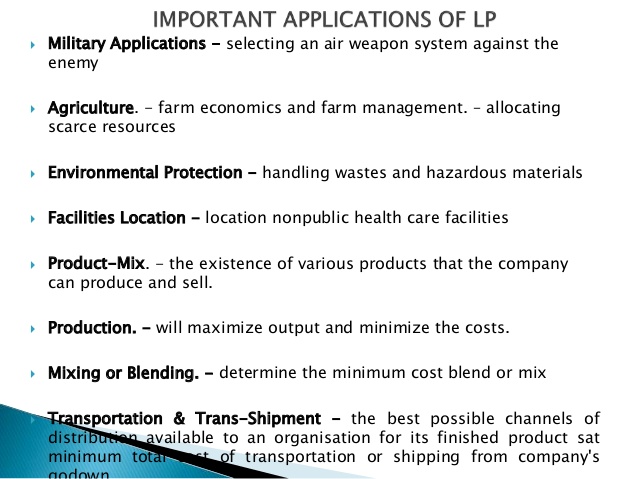 IMPORTANT APPLICATIONS OF LP
Military Applications – selecting an air weapon system against the
enemy
Agriculture. – farm economics and farm management. – allocating
scarce resources
Environmental Protection – handling wastes and hazardous materials
Facilities Location – location nonpublic health care facilities
Product-Mix. – the existence of various products that the company
can produce and sell.
Production. – will maximize output and minimize the costs.
Mixing or Blending. – determine the minimum cost blend or mix
Transportation & Trans-Shipment – the best possible channels of
distribution available to an organisation for its finished product sat
minimum total cost of transportation or shipping from company's
godown